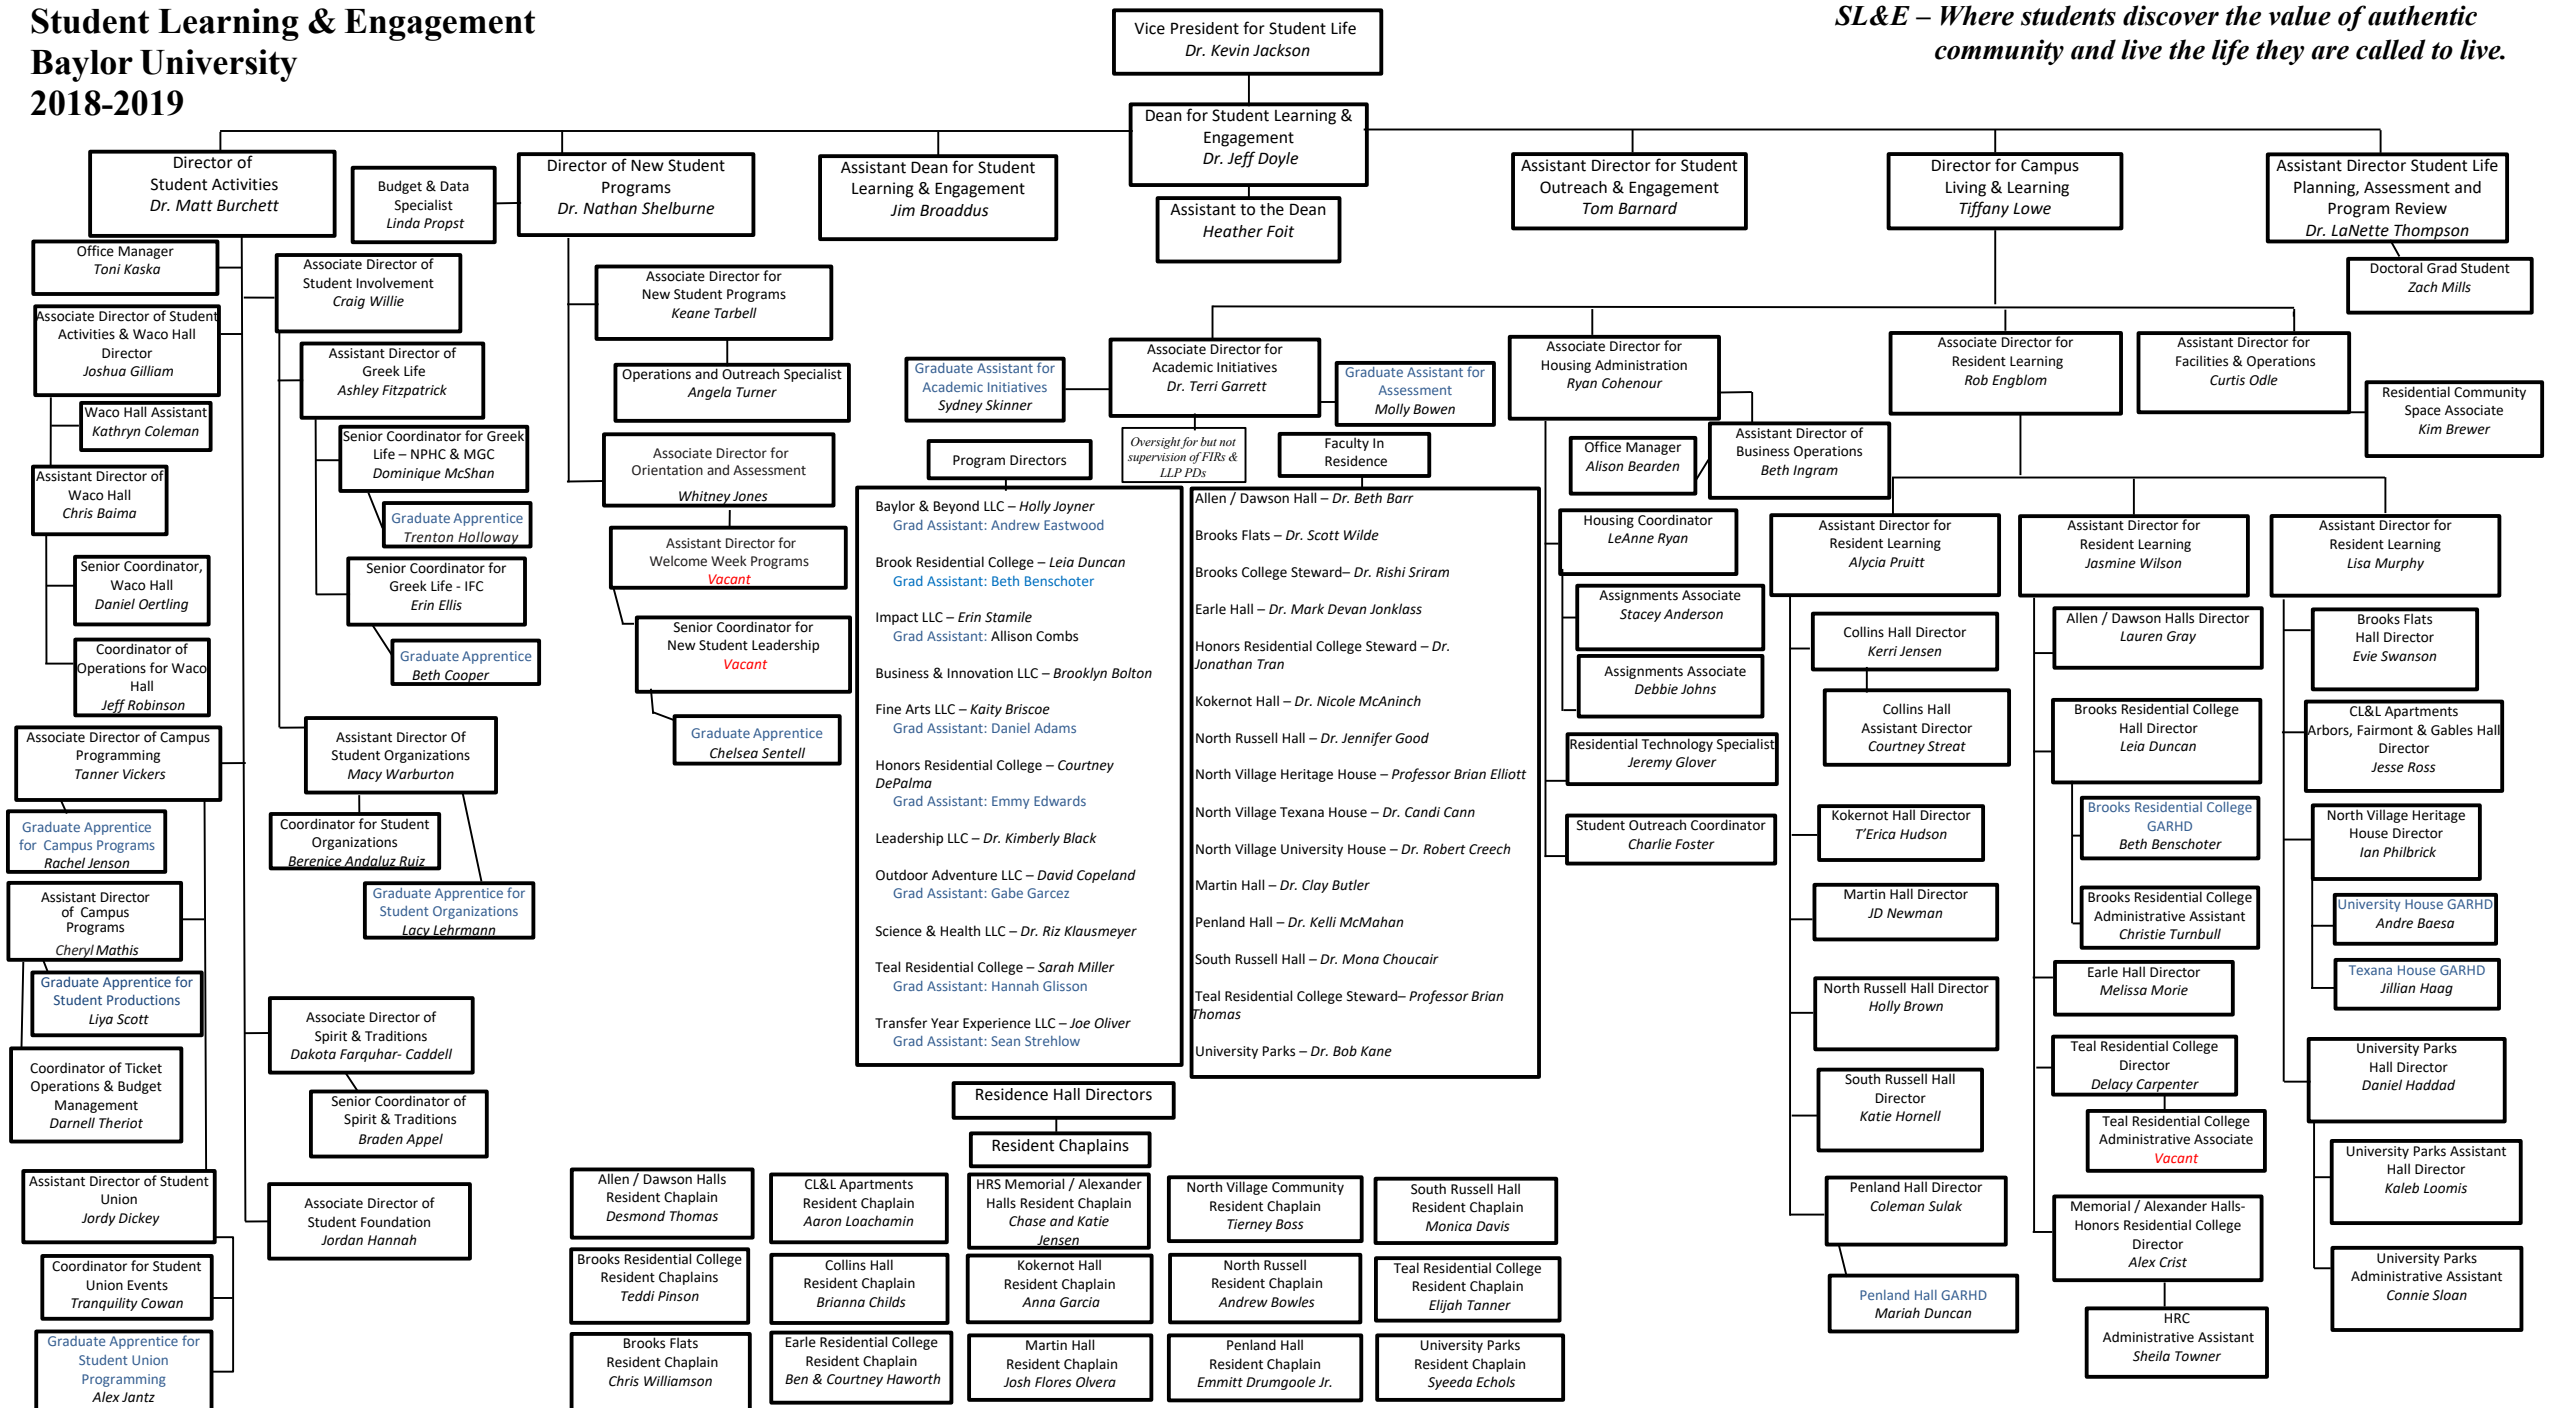 Student Learning & Engagement
Baylor University
2018-2019
SL&E – Where students discover the value of authentic
community and live the life they are called to live.
Vice President for Student Life
Dr. Kevin Jackson
Dean for Student Learning &
Engagement
Dr. Jeff Doyle
Assistant to the Dean
Heather Foit
Director of
Student Activities
Dr. Matt Burchett
Budget & Data
Specialist
Linda Propst
Director of New Student
Programs
Dr. Nathan Shelburne
Assistant Dean for Student
Learning & Engagement
Jim Broaddus
Assistant Director for Student
Outreach & Engagement
Tom Barnard
Director for Campus
Living & Learning
Tiffany Lowe
Assistant Director Student Life
Planning, Assessment and
Program Review
Dr. LaNette Thompson
Doctoral Grad Student
Zach Mills
Office Manager
Toni Kaska
Associate Director of Student
Activities & Waco Hall
Director
Joshua Gilliam
Waco Hall Assistant
Kathryn Coleman
Assistant Director of
Waco Hall
Chris Baima
Senior Coordinator,
Waco Hall
Daniel Oertling
Coordinator of
Operations for Waco
Hall
Jeff Robinson
Associate Director of Campus
Programming
Tanner Vickers
Graduate Apprentice
for Campus Programs
Rachel Jenson
Assistant Director
of Campus
Programs
Cheryl Mathis
Graduate Apprentice for
Student Productions
Liya Scott
Coordinator of Ticket
Operations & Budget
Management
Darnell Theriot
Assistant Director of Student
Union
Jordy Dickey
Coordinator for Student
Union Events
Tranquility Cowan
Graduate Apprentice for
Student Union
Programming
Alex Jantz
Associate Director of
Student Involvement
Craig Willie
Assistant Director of
Greek Life
Ashley Fitzpatrick
Senior Coordinator for Greek
Life – NPHC & MGC
Dominique McShan
Graduate Apprentice
Trenton Holloway
Senior Coordinator for
Greek Life - IFC
Erin Ellis
Graduate Apprentice
Beth Cooper
Assistant Director Of
Student Organizations
Macy Warburton
Coordinator for Student
Organizations
Berenice Andaluz Ruiz
Graduate Apprentice for
Student Organizations
Lacy Lehrmann
Associate Director of
Spirit & Traditions
Dakota Farquhar- Caddell
Senior Coordinator of
Spirit & Traditions
Braden Appel
Associate Director of
Student Foundation
Jordan Hannah
Associate Director for
New Student Programs
Keane Tarbell
Operations and Outreach Specialist
Angela Turner
Associate Director for
Orientation and Assessment
Whitney Jones
Assistant Director for
Welcome Week Programs
Vacant
Senior Coordinator for
New Student Leadership
Vacant
Graduate Apprentice
Chelsea Sentell
Graduate Assistant for
Academic Initiatives
Sydney Skinner
Associate Director for
Academic Initiatives
Dr. Terri Garrett
Graduate Assistant for
Assessment
Molly Bowen
Oversight for but not
supervision of FIRs &
LLP PDs
Program Directors
Baylor & Beyond LLC – Holly Joyner
Grad Assistant: Andrew Eastwood
Brook Residential College – Leia Duncan
Grad Assistant: Beth Benschoter
Impact LLC – Erin Stamile
Grad Assistant: Allison Combs
Business & Innovation LLC – Brooklyn Bolton
Fine Arts LLC – Kaity Briscoe
Grad Assistant: Daniel Adams
Honors Residential College – Courtney
DePalma
Grad Assistant: Emmy Edwards
Leadership LLC – Dr. Kimberly Black
Outdoor Adventure LLC – David Copeland
Grad Assistant: Gabe Garcez
Science & Health LLC – Dr. Riz Klausmeyer
Teal Residential College – Sarah Miller
Grad Assistant: Hannah Glisson
Transfer Year Experience LLC – Joe Oliver
Grad Assistant: Sean Strehlow
Faculty In
Residence
Allen / Dawson Hall – Dr. Beth Barr
Brooks Flats – Dr. Scott Wilde
Brooks College Steward– Dr. Rishi Sriram
Earle Hall – Dr. Mark Devan Jonklass
Honors Residential College Steward – Dr.
Jonathan Tran
Kokernot Hall – Dr. Nicole McAninch
North Russell Hall – Dr. Jennifer Good
North Village Heritage House – Professor Brian Elliott
North Village Texana House – Dr. Candi Cann
North Village University House – Dr. Robert Creech
Martin Hall – Dr. Clay Butler
Penland Hall – Dr. Kelli McMahan
South Russell Hall – Dr. Mona Choucair
Teal Residential College Steward– Professor Brian
Thomas
University Parks – Dr. Bob Kane
Residence Hall Directors
Resident Chaplains
Allen / Dawson Halls
Resident Chaplain
Desmond Thomas
CL&L Apartments
Resident Chaplain
Aaron Loachamin
HRS Memorial / Alexander
Halls Resident Chaplain
Chase and Katie
Jensen
North Village Community
Resident Chaplain
Tierney Boss
South Russell Hall
Resident Chaplain
Monica Davis
Brooks Residential College
Resident Chaplains
Teddi Pinson
Collins Hall
Resident Chaplain
Brianna Childs
Kokernot Hall
Resident Chaplain
Anna Garcia
North Russell
Resident Chaplain
Andrew Bowles
Teal Residential College
Resident Chaplain
Elijah Tanner
Brooks Flats
Resident Chaplain
Chris Williamson
Earle Residential College
Resident Chaplain
Ben & Courtney Haworth
Martin Hall
Resident Chaplain
Josh Flores Olvera
Penland Hall
Resident Chaplain
Emmitt Drumgoole Jr.
University Parks
Resident Chaplain
Syeeda Echols
Associate Director for
Housing Administration
Ryan Cohenour
Office Manager
Alison Bearden
Assistant Director of
Business Operations
Beth Ingram
Housing Coordinator
LeAnne Ryan
Assignments Associate
Stacey Anderson
Assignments Associate
Debbie Johns
Residential Technology Specialist
Jeremy Glover
Student Outreach Coordinator
Charlie Foster
Associate Director for
Resident Learning
Rob Engblom
Assistant Director for
Facilities & Operations
Curtis Odle
Residential Community
Space Associate
Kim Brewer
Assistant Director for
Resident Learning
Alycia Pruitt
Collins Hall Director
Kerri Jensen
Collins Hall
Assistant Director
Courtney Streat
Kokernot Hall Director
T’Erica Hudson
Martin Hall Director
JD Newman
North Russell Hall Director
Holly Brown
South Russell Hall
Director
Katie Hornell
Penland Hall Director
Coleman Sulak
Penland Hall GARHD
Mariah Duncan
Assistant Director for
Resident Learning
Jasmine Wilson
Allen / Dawson Halls Director
Lauren Gray
Brooks Residential College
Hall Director
Leia Duncan
Brooks Residential College
GARHD
Beth Benschoter
Brooks Residential College
Administrative Assistant
Christie Turnbull
Earle Hall Director
Melissa Morie
Teal Residential College
Director
Delacy Carpenter
Teal Residential College
Administrative Associate
Vacant
Memorial / Alexander Halls-
Honors Residential College
Director
Alex Crist
HRC
Administrative Assistant
Sheila Towner
Assistant Director for
Resident Learning
Lisa Murphy
Brooks Flats
Hall Director
Evie Swanson
CL&L Apartments
Arbors, Fairmont & Gables Hall
Director
Jesse Ross
North Village Heritage
House Director
Ian Philbrick
University House GARHD
Andre Baesa
Texana House GARHD
Jillian Haag
University Parks
Hall Director
Daniel Haddad
University Parks Assistant
Hall Director
Kaleb Loomis
University Parks
Administrative Assistant
Connie Sloan